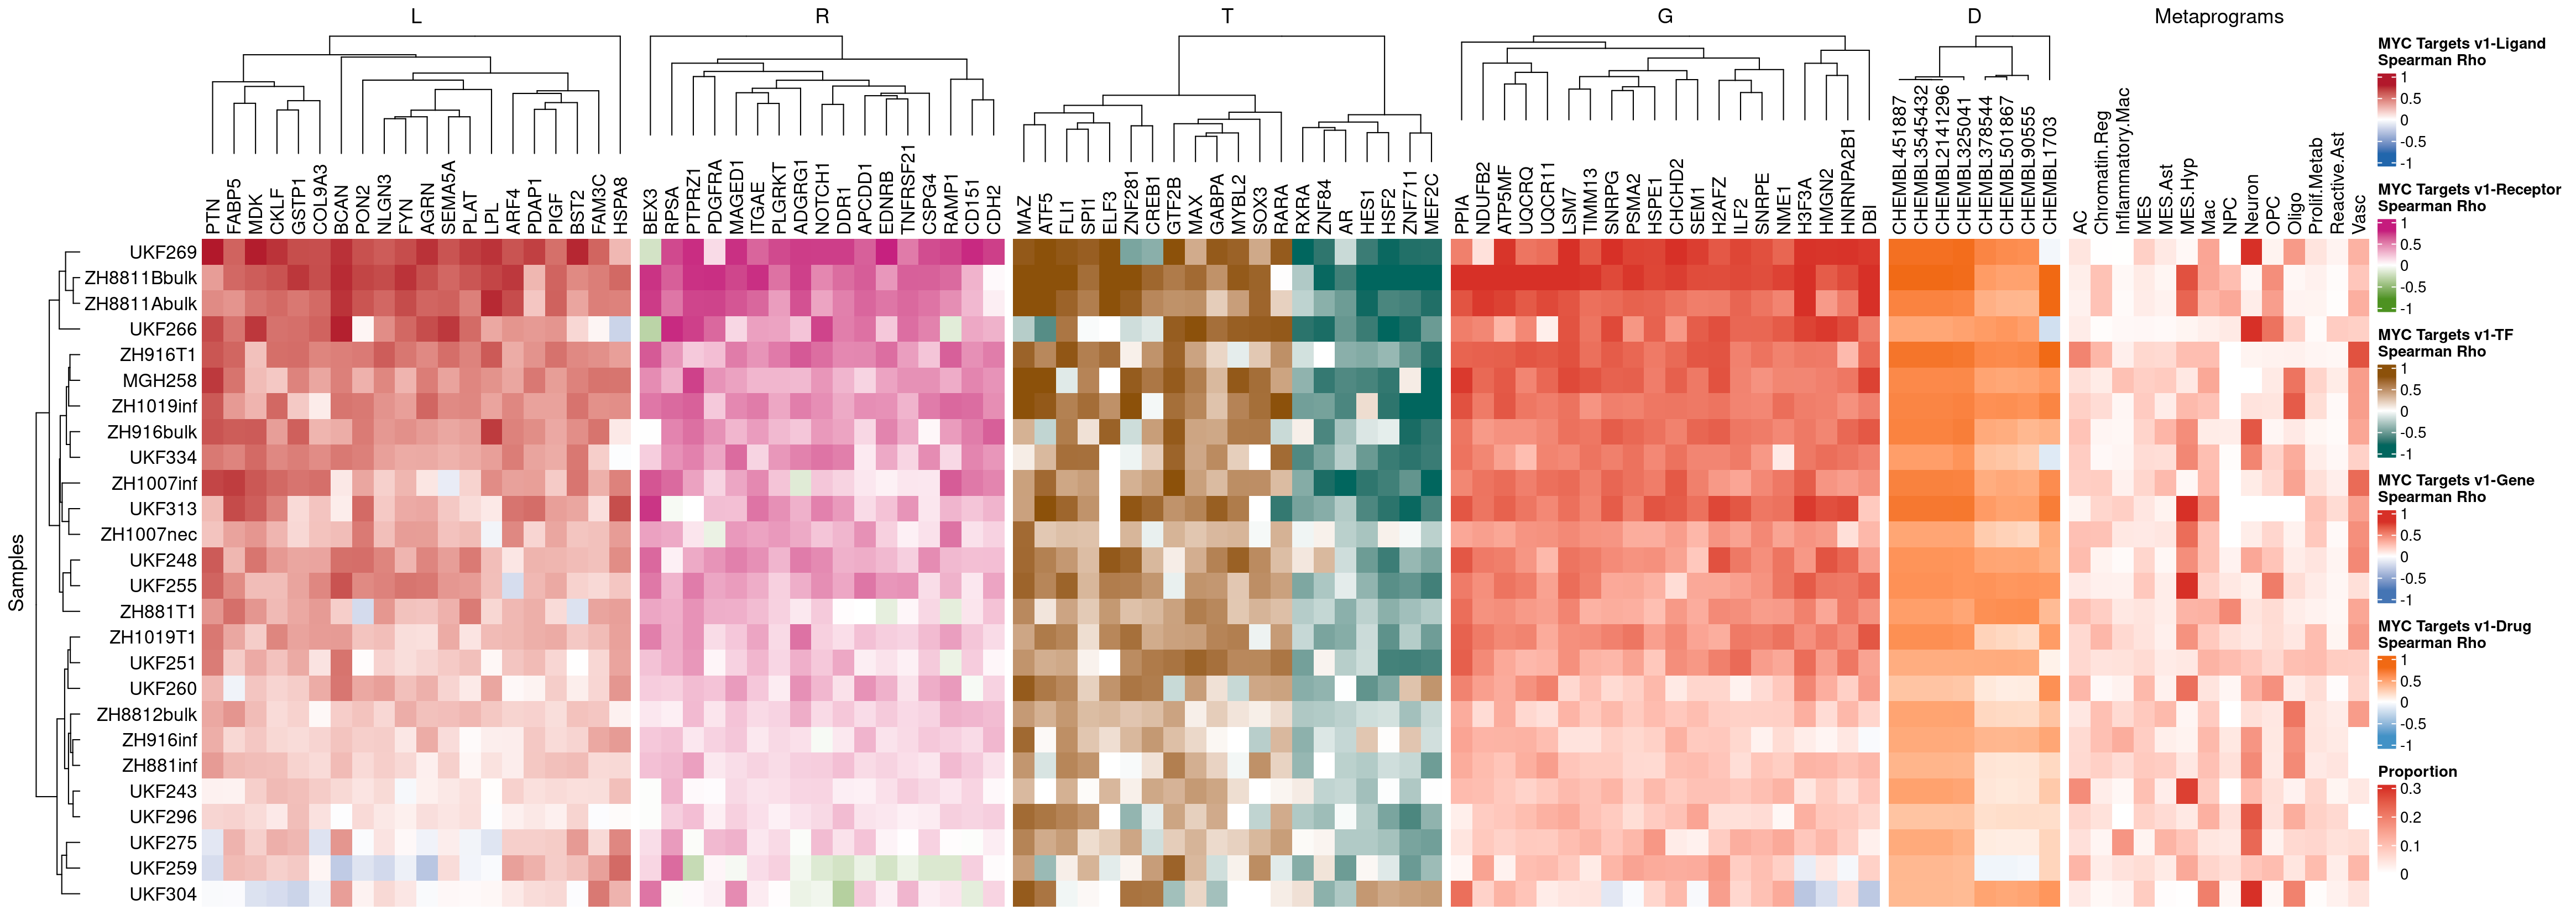 L R T G D Metaprograms
PTN FABP5 MDK CKLF GSTP1 COL9A3 BCAN PON2 NLGN3 FYN AGRN SEMA5A PLAT LPL ARF4 PDAP1 PIGF BST2 FAM3C HSPA8
BEX3 RPSA PTPRZ1 PDGFRA MAGED1 ITGAE PLGRKT ADGRG1 NOTCH1 DDR1 APCDD1 EDNRB TNFRSF21 CSPG4 RAMP1 CD151 CDH2
MAZ ATF5 FLI1 SPI1 ELF3 ZNF281 CREB1 GTF2B MAX GABPA MYBL2 SOX3 RARA RXRA ZNF84 AR HES1 HSF2 ZNF711 MEF2C
PPIA NDUFB2 ATP5MF UQCRQ UQCR11 LSM7 TIMM13 SNRPG PSMA2 HSPE1 CHCHD2 SEM1 H2AFZ ILF2 SNRPE NME1 H3F3A HMGN2 HNRNPA2B1 DBI
CHEMBL451887 CHEMBL3545432 CHEMBL2141296 CHEMBL325041 CHEMBL378544 CHEMBL501867 CHEMBL90555 CHEMBL1703
AC Chromatin.Reg Inflammatory.Mac MES MES.Ast MES.Hyp Mac NPC Neuron OPC Oligo Prolif.Metab Reactive.Ast Vasc
Samples
UKF269
ZH8811Bbulk
ZH8811Abulk
UKF266
ZH916T1
MGH258
ZH1019inf
ZH916bulk
UKF334
ZH1007inf
UKF313
ZH1007nec
UKF248
UKF255
ZH881T1
ZH1019T1
UKF251
UKF260
ZH8812bulk
ZH916inf
ZH881inf
UKF243
UKF296
UKF275
UKF259
UKF304
MYC Targets v1-Ligand
Spearman Rho
1
0.5
0
-0.5
-1
MYC Targets v1-Receptor
Spearman Rho
1
0.5
0
-0.5
-1
MYC Targets v1-TF
Spearman Rho
1
0.5
0
-0.5
-1
MYC Targets v1-Gene
Spearman Rho
1
0.5
0
-0.5
-1
MYC Targets v1-Drug
Spearman Rho
1
0.5
0
-0.5
-1
Proportion
0.3
0.2
0.1
0